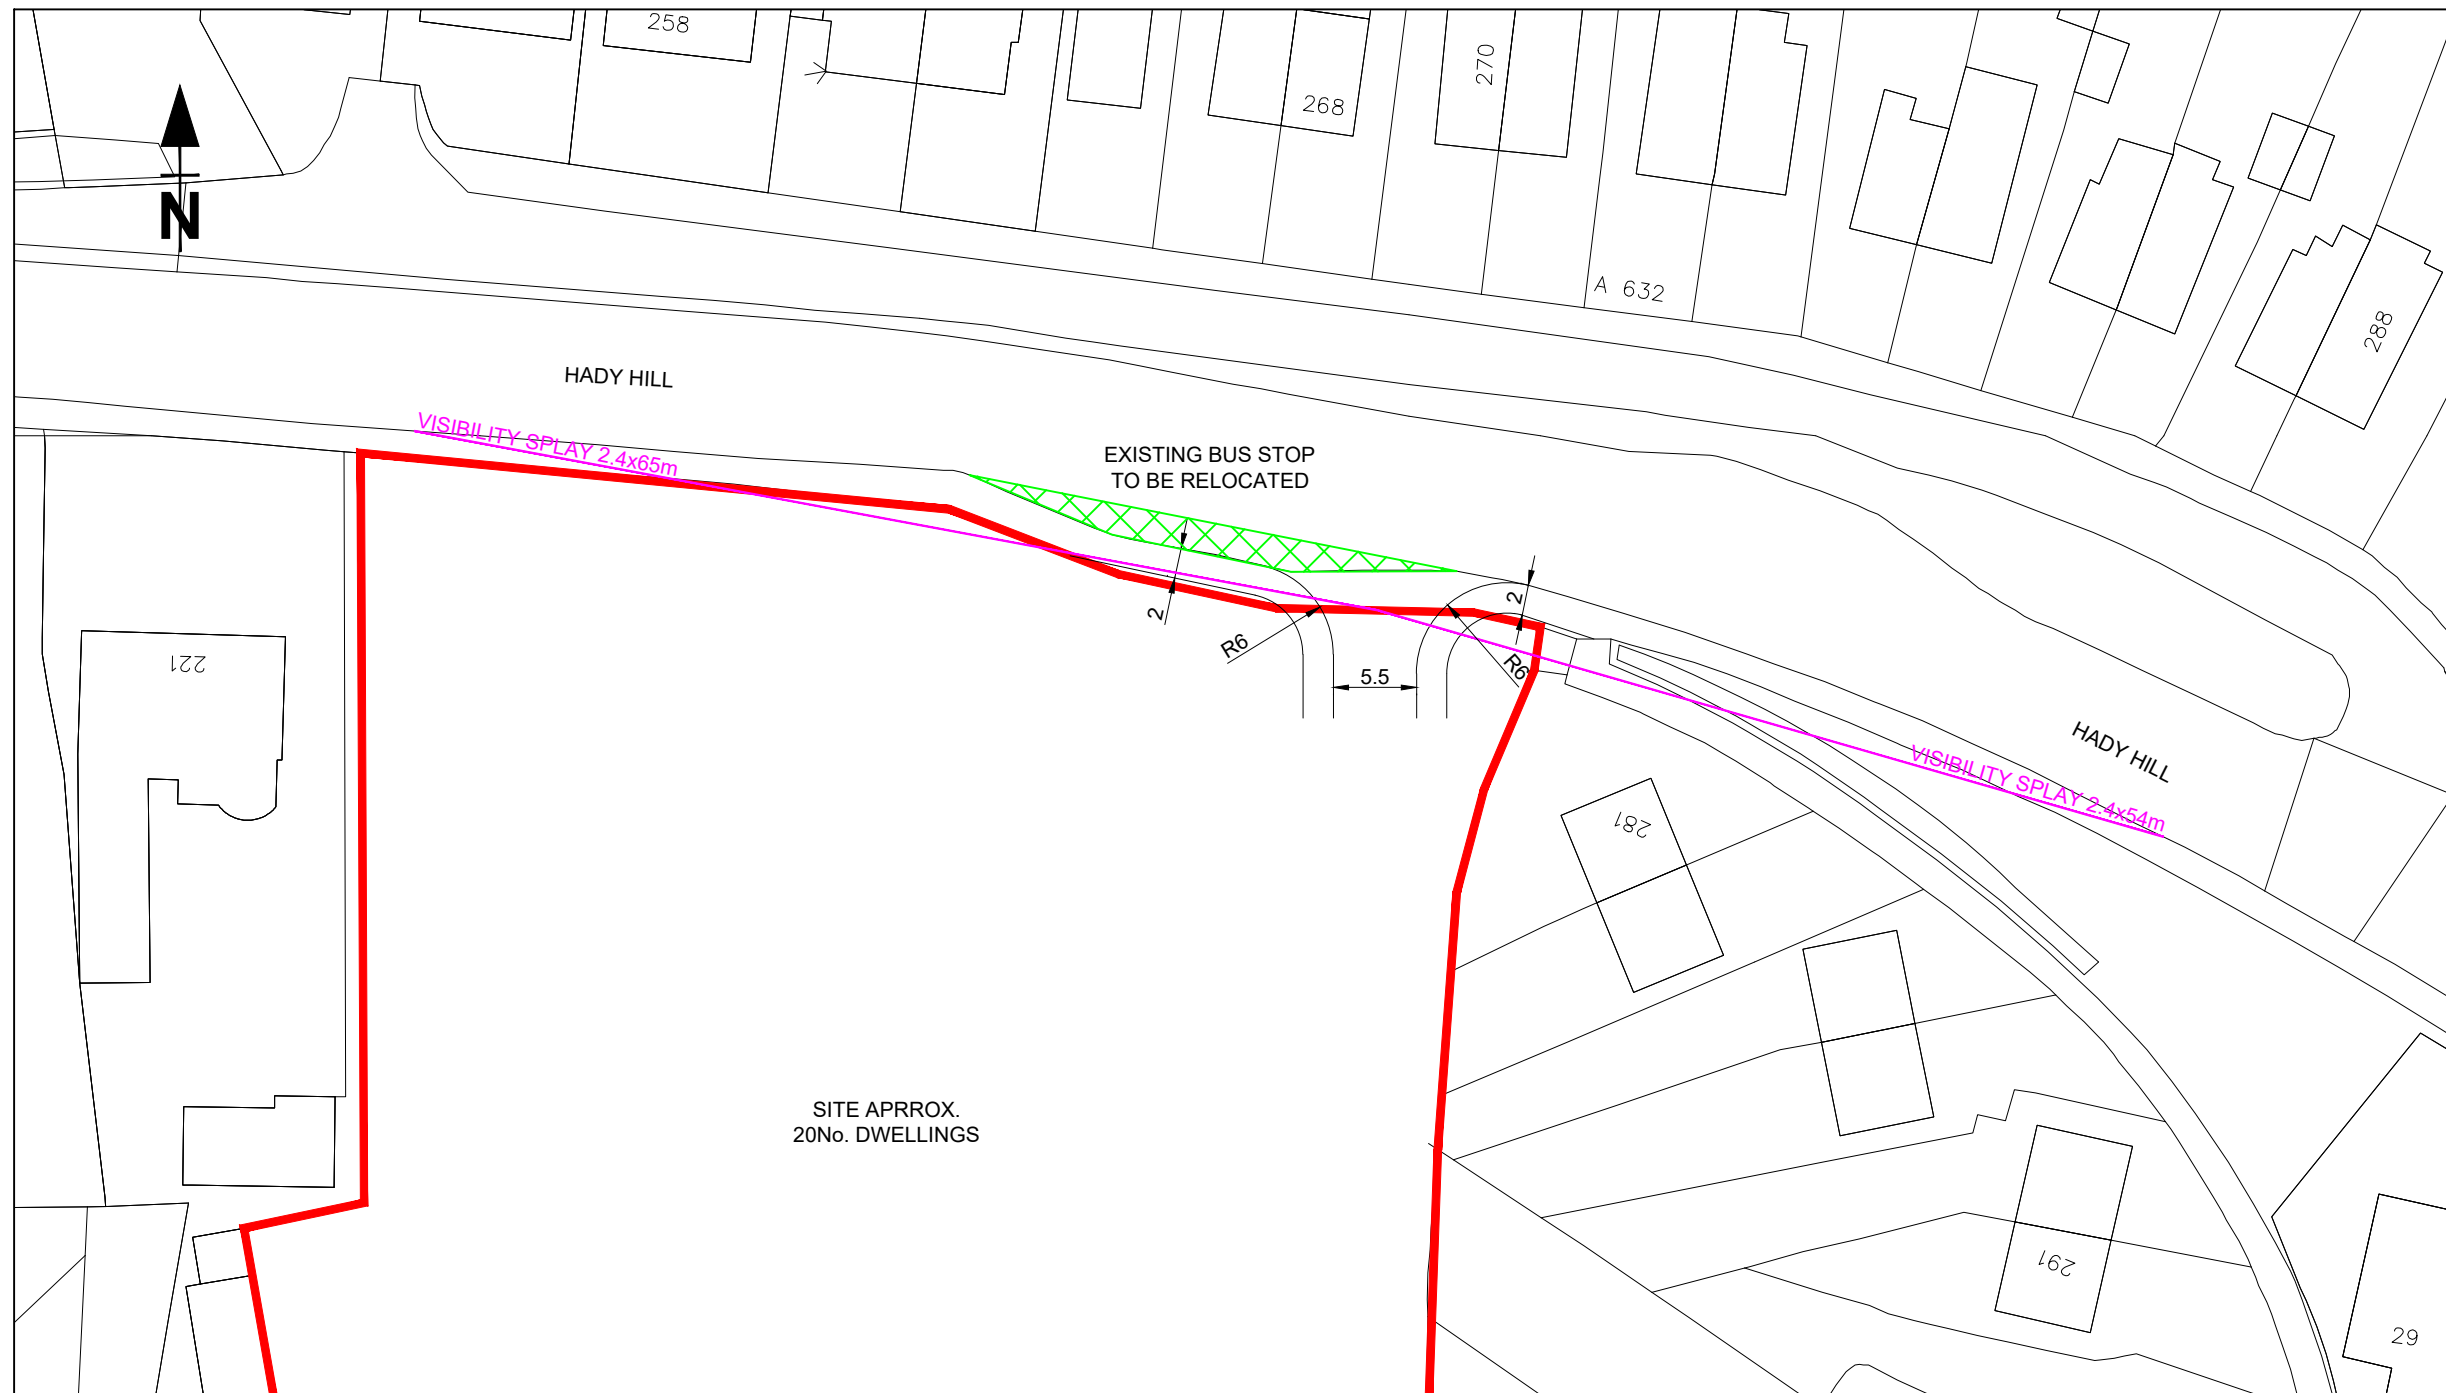 258
268
270
A 632
288
N
HADY HILL
VISIBILITY SPLAY 2.4x65m
EXISTING BUS STOP
TO BE RELOCATED
2
R6
5.5
R6
2
221
HADY HILL
VISIBILITY SPLAY 2.4x54m
281
SITE APRROX.
20No. DWELLINGS
291
29